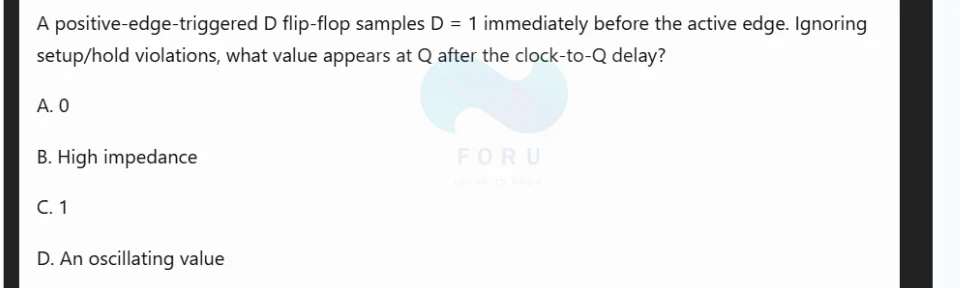 A positive-edge-triggered D flip-flop samples D = 1 immediately before the active edge. Ignoring
setup/hold violations, what value appears at Q after the clock-to-Q delay?
A. 0
B. High impedance
FORU
C. 1
D. An oscillating value